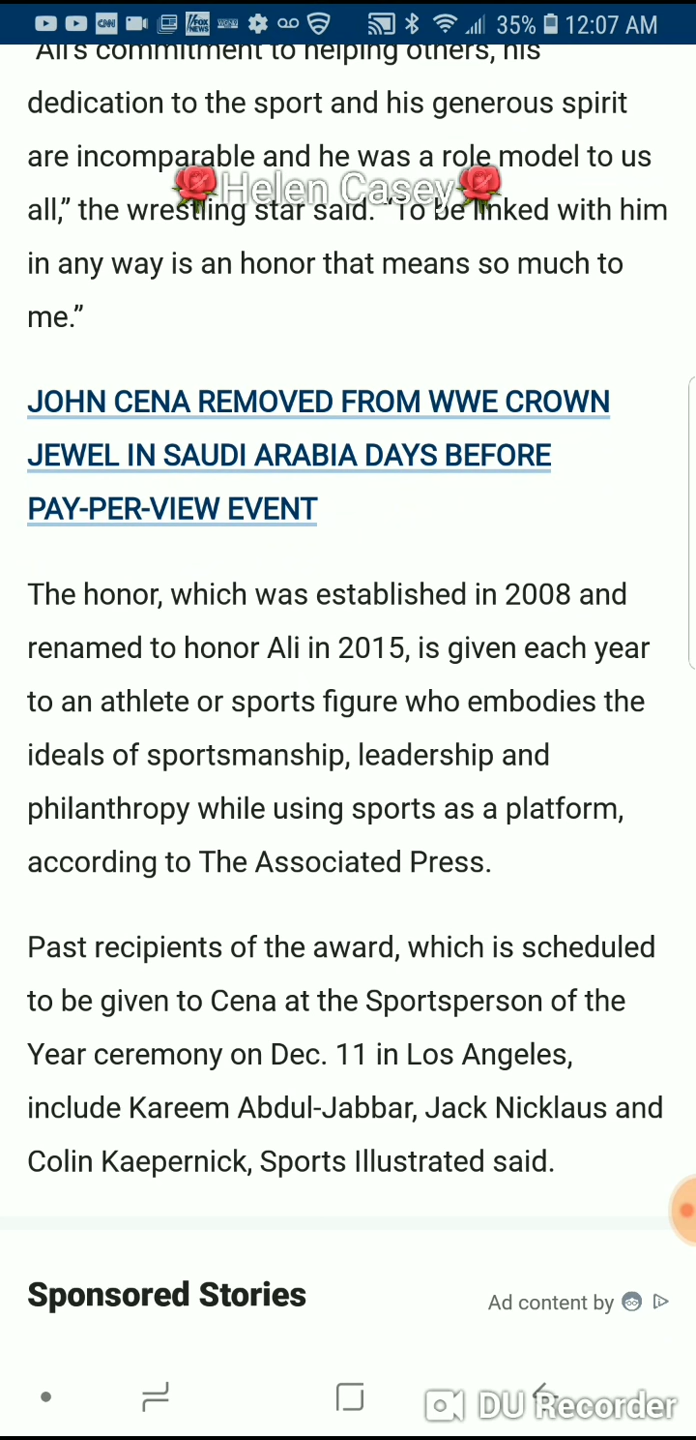 35% 12:07 AM
"Ali's commitment to helping others, his
dedication to the sport and his generous spirit
are incomparable and he was a role model to us
Helen Casey
all," the wrestling star said. "To be linked with him
in any way is an honor that means so much to
me."
JOHN CENA REMOVED FROM WWE CROWN
JEWEL IN SAUDI ARABIA DAYS BEFORE
PAY-PER-VIEW EVENT
The honor, which was established in 2008 and
renamed to honor Ali in 2015, is given each year
to an athlete or sports figure who embodies the
ideals of sportsmanship, leadership and
philanthropy while using sports as a platform,
according to The Associated Press.
Past recipients of the award, which is scheduled
to be given to Cena at the Sportsperson of the
Year ceremony on Dec. 11 in Los Angeles,
include Kareem Abdul-Jabbar, Jack Nicklaus and
Colin Kaepernick, Sports Illustrated said.
Sponsored Stories
Ad content by
DU Recorder